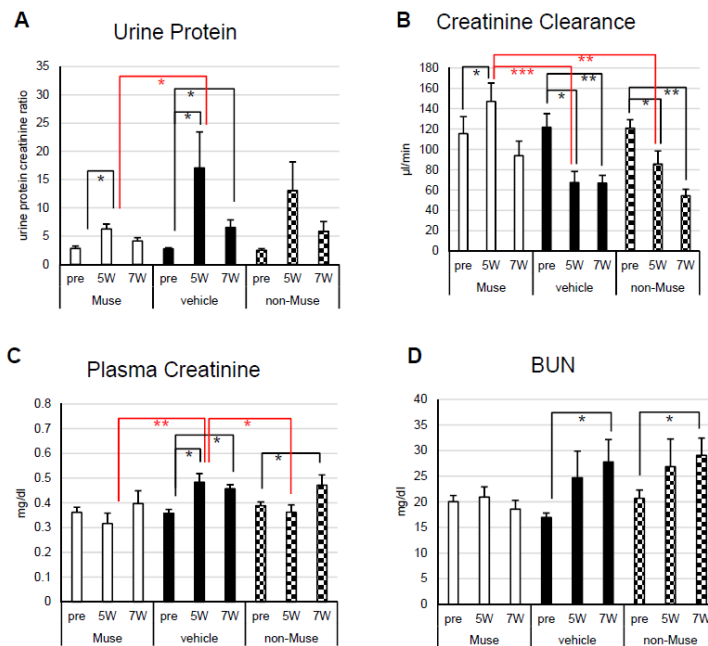 A
Urine Protein
urine protein creatinine ratio
35
30
25
20
15
10
5
0
*
*
*
*
pre 5W 7W pre 5W 7W pre 5W 7W
Muse vehicle non-Muse
B
Creatinine Clearance
µl/min
180
160
140
120
100
80
60
40
20
0
*
***
**
**
*
**
*
pre 5W 7W pre 5W 7W pre 5W 7W
Muse vehicle non-Muse
C
Plasma Creatinine
mg/dl
0.8
0.7
0.6
0.5
0.4
0.3
0.2
0.1
0
**
*
*
*
*
pre 5W 7W pre 5W 7W pre 5W 7W
Muse vehicle non-Muse
D
BUN
mg/dl
40
35
30
25
20
15
10
5
0
*
*
pre 5W 7W pre 5W 7W pre 5W 7W
Muse vehicle non-Muse